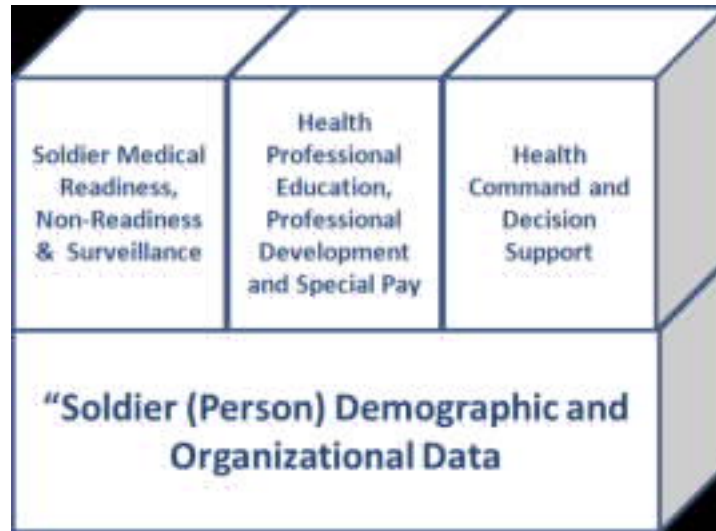 Soldier Medical
Readiness,
Non-Readiness
& Surveillance
Health
Professional
Education,
Professional
Development
and Special Pay
Health
Command and
Decision
Support
“Soldier (Person) Demographic and
Organizational Data